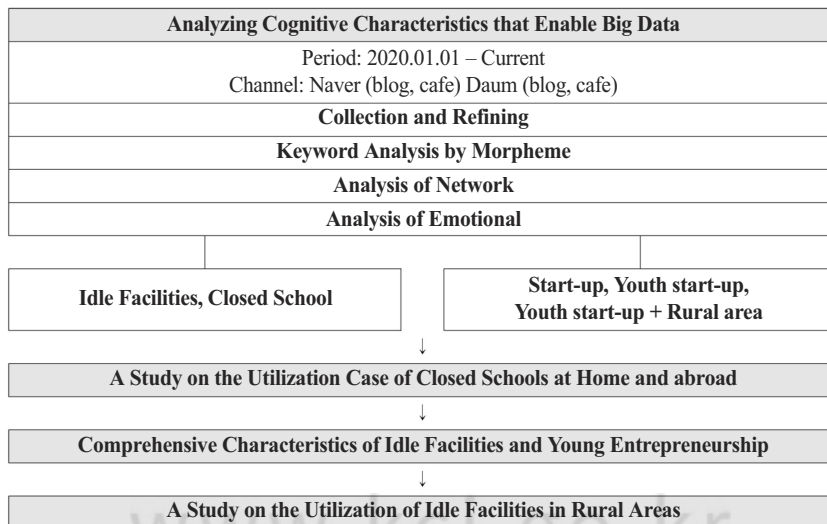 Analyzing Cognitive Characteristics that Enable Big Data
Period: 2020.01.01 – Current
Channel: Naver (blog, cafe) Daum (blog, cafe)
Collection and Refining
Keyword Analysis by Morpheme
Analysis of Network
Analysis of Emotional
Idle Facilities, Closed School
Start-up, Youth start-up,
Youth start-up + Rural area
↓
A Study on the Utilization Case of Closed Schools at Home and abroad
↓
Comprehensive Characteristics of Idle Facilities and Young Entrepreneurship
↓
A Study on the Utilization of Idle Facilities in Rural Areas